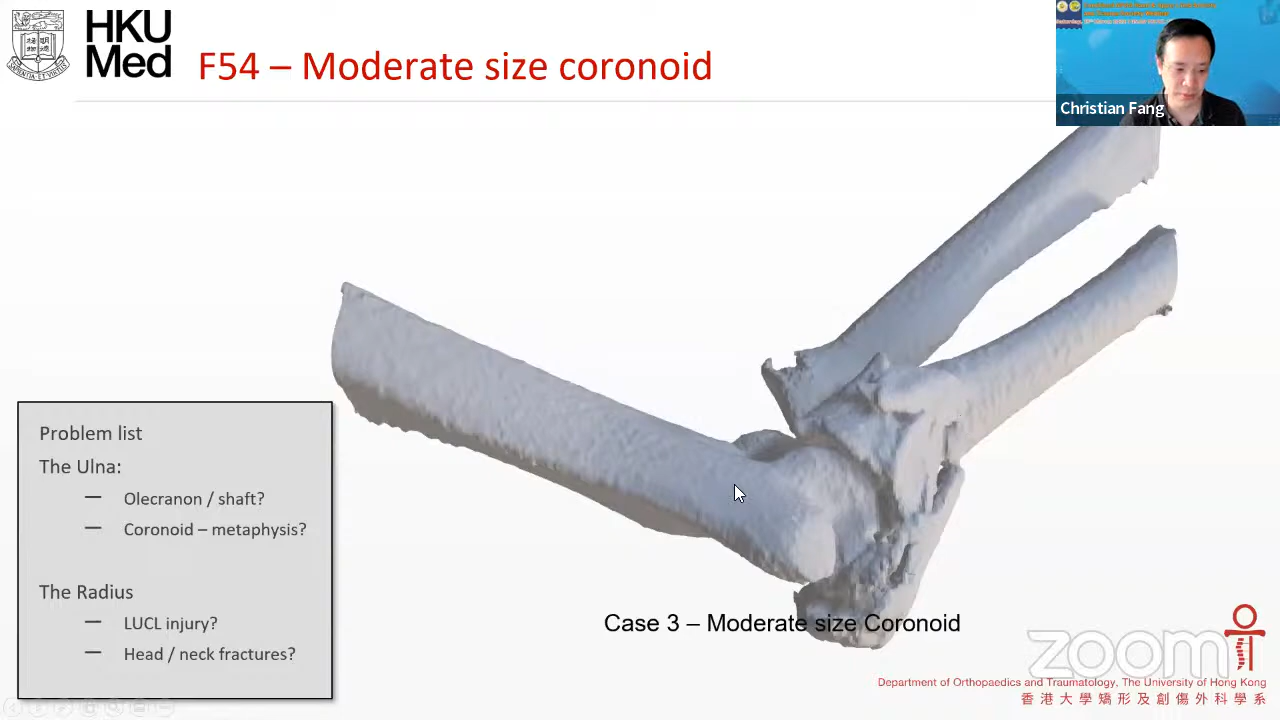 HKU
Med
F54 – Moderate size coronoid
Christian Fang
Problem list
The Ulna:
– Olecranon / shaft?
– Coronoid – metaphysis?
The Radius
– LUCL injury?
– Head / neck fractures?
Case 3 – Moderate size Coronoid
zoom
Department of Orthopaedics and Traumatology, The University of Hong Kong
香港大學矯形及創傷外科學系